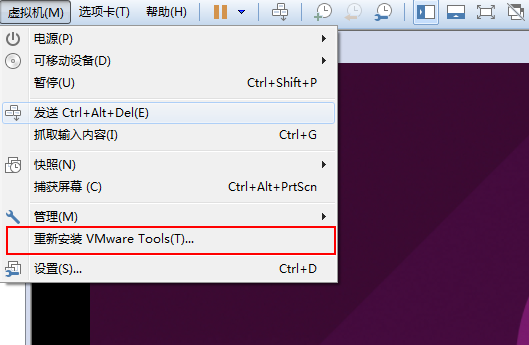 虚拟机(M) 选项卡(T) 帮助(H)
电源(P)
可移动设备(D)
暂停(U) Ctrl+Shift+P
发送 Ctrl+Alt+Del(E)
抓取输入内容(I) Ctrl+G
快照(N)
捕获屏幕 (C) Ctrl+Alt+PrtScn
管理(M)
重新安装 VMware Tools(T)...
设置(S)... Ctrl+D